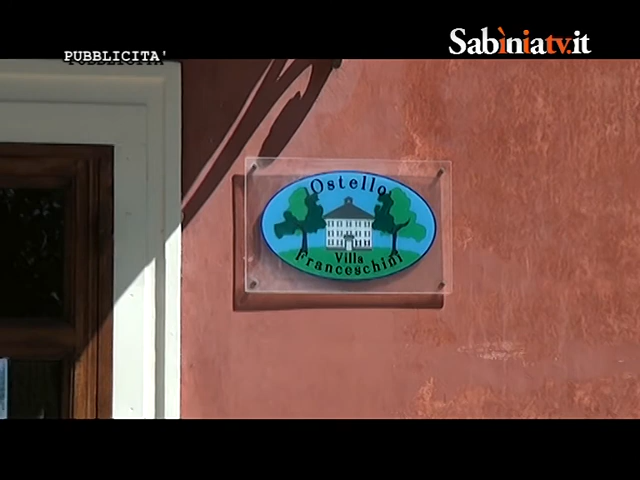 PUBBLICITA'
Sabìniatv.it
Ostello
Villa
Franceschini